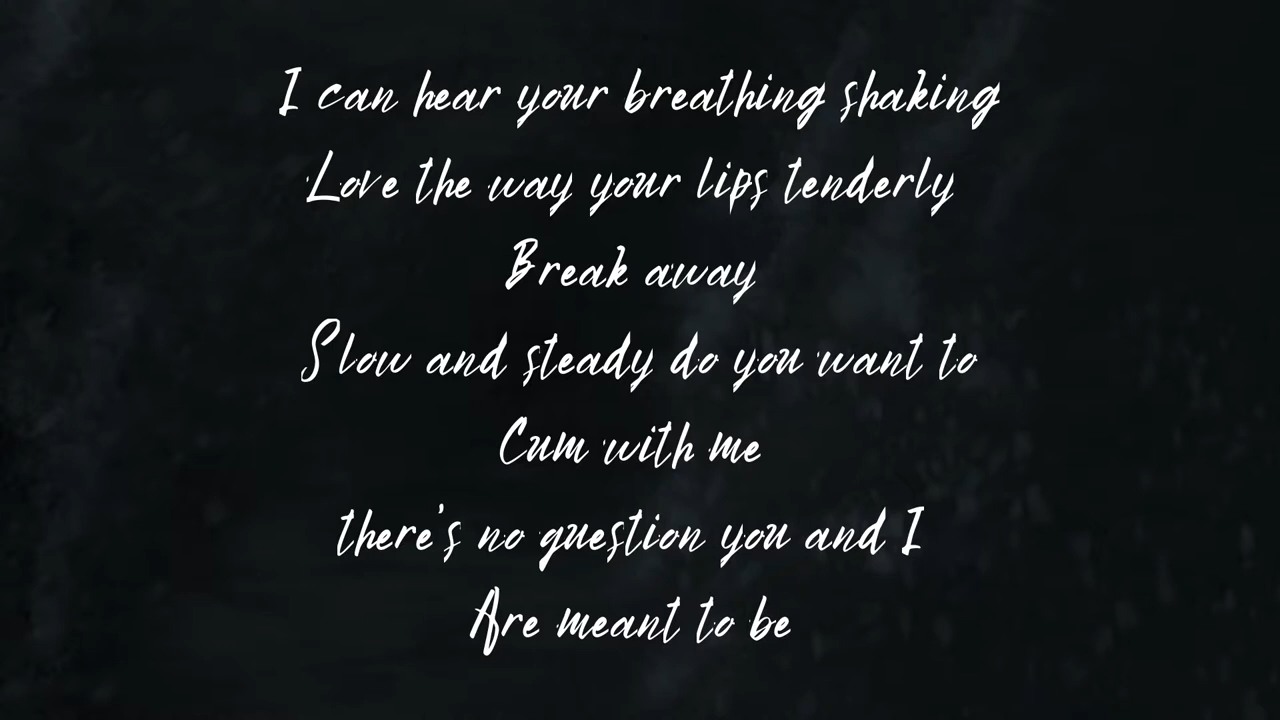 I can hear your breathing shaking
Love the way your lips tenderly
Break away
Slow and steady do you want to
Cum with me
there's no question you and I
Are meant to be